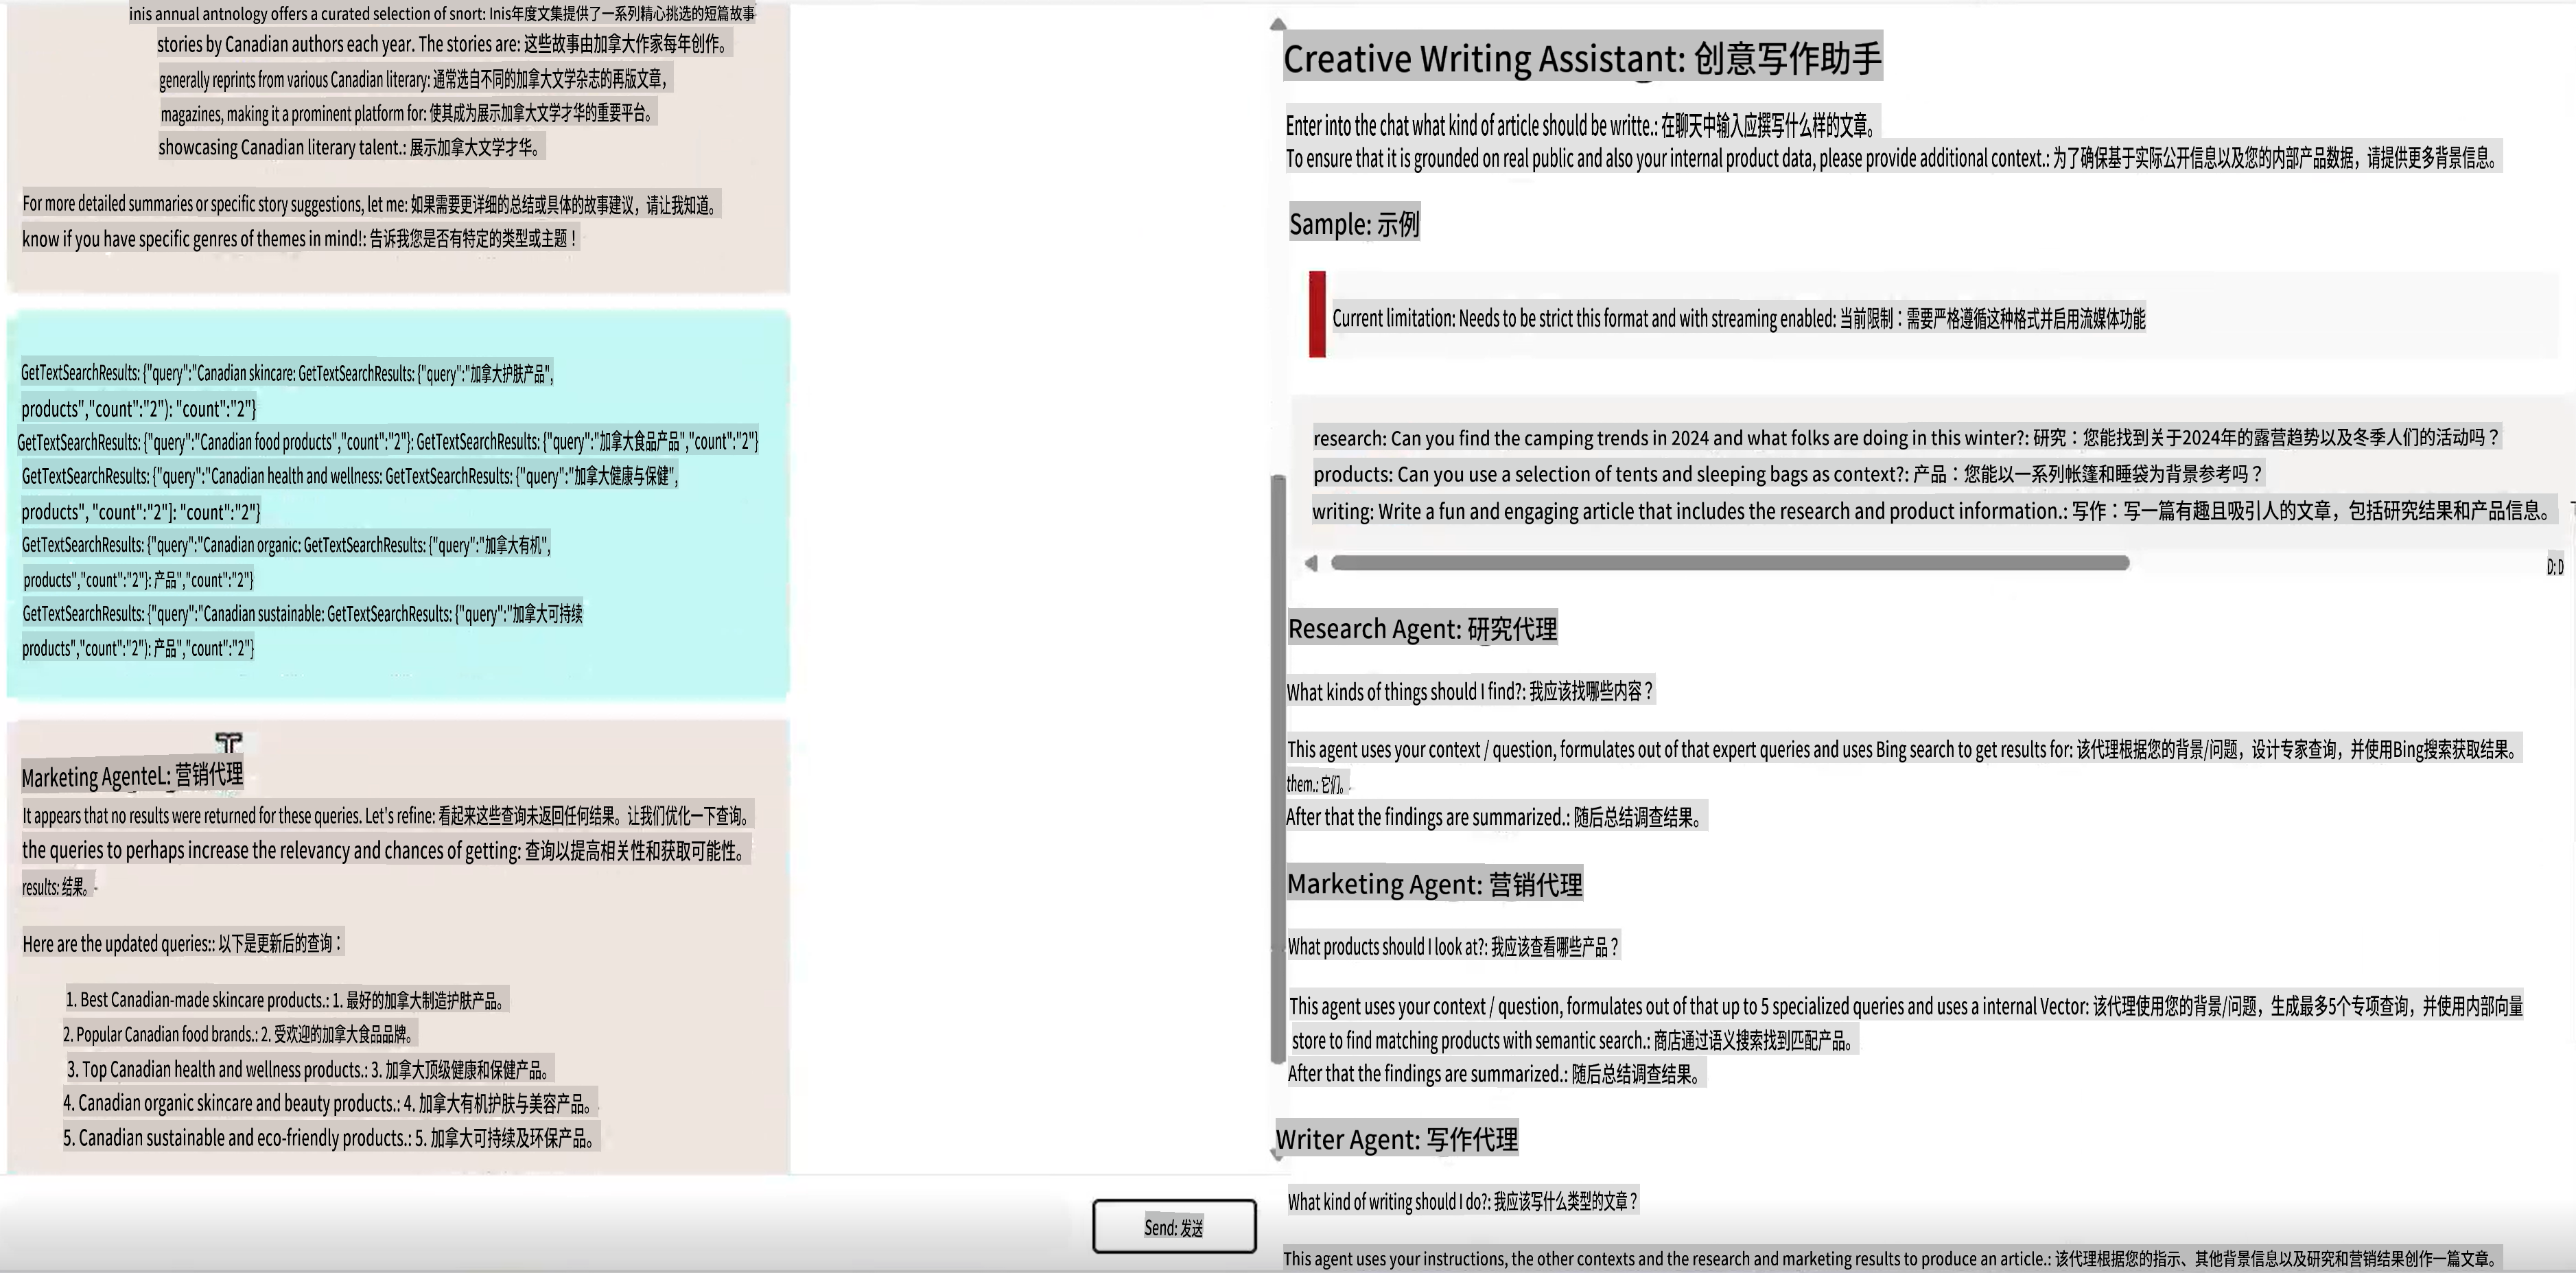 inis annual antnology offers a curated selection of snort: Inis年度文集提供了一系列精心挑选的短篇故事
stories by Canadian authors each year. The stories are: 这些故事由加拿大作家每年创作。
generally reprints from various Canadian literary: 通常选自不同的加拿大文学杂志的再版文章，
magazines, making it a prominent platform for: 使其成为展示加拿大文学才华的重要平台。
showcasing Canadian literary talent.: 展示加拿大文学才华。
For more detailed summaries or specific story suggestions, let me: 如果需要更详细的总结或具体的故事建议，请让我知道。
know if you have specific genres of themes in mind!: 告诉我您是否有特定的类型或主题！
GetTextSearchResults: {"query":"Canadian skincare: GetTextSearchResults: {"query":"加拿大护肤产品",
products","count":"2"): "count":"2"}
GetTextSearchResults: {"query":"Canadian food products","count":"2"}: GetTextSearchResults: {"query":"加拿大食品产品","count":"2"}
GetTextSearchResults: {"query":"Canadian health and wellness: GetTextSearchResults: {"query":"加拿大健康与保健",
products", "count":"2"]: "count":"2"}
GetTextSearchResults: {"query":"Canadian organic: GetTextSearchResults: {"query":"加拿大有机",
products","count":"2"}: 产品","count":"2"}
GetTextSearchResults: {"query":"Canadian sustainable: GetTextSearchResults: {"query":"加拿大可持续
products","count":"2"): 产品","count":"2"}
Marketing AgenteL: 营销代理
It appears that no results were returned for these queries. Let's refine: 看起来这些查询未返回任何结果。让我们优化一下查询。
the queries to perhaps increase the relevancy and chances of getting: 查询以提高相关性和获取可能性。
results: 结果。
Here are the updated queries:: 以下是更新后的查询：
1. Best Canadian-made skincare products.: 1. 最好的加拿大制造护肤产品。
2. Popular Canadian food brands.: 2. 受欢迎的加拿大食品品牌。
3. Top Canadian health and wellness products.: 3. 加拿大顶级健康和保健产品。
4. Canadian organic skincare and beauty products.: 4. 加拿大有机护肤与美容产品。
5. Canadian sustainable and eco-friendly products.: 5. 加拿大可持续及环保产品。
Send: 发送
Creative Writing Assistant: 创意写作助手
Enter into the chat what kind of article should be writte.: 在聊天中输入应撰写什么样的文章。
To ensure that it is grounded on real public and also your internal product data, please provide additional context.: 为了确保基于实际公开信息以及您的内部产品数据，请提供更多背景信息。
Sample: 示例
Current limitation: Needs to be strict this format and with streaming enabled: 当前限制：需要严格遵循这种格式并启用流媒体功能
research: Can you find the camping trends in 2024 and what folks are doing in this winter?: 研究：您能找到关于2024年的露营趋势以及冬季人们的活动吗？
products: Can you use a selection of tents and sleeping bags as context?: 产品：您能以一系列帐篷和睡袋为背景参考吗？
writing: Write a fun and engaging article that includes the research and product information.: 写作：写一篇有趣且吸引人的文章，包括研究结果和产品信息。
D: D
Research Agent: 研究代理
What kinds of things should I find?: 我应该找哪些内容？
This agent uses your context / question, formulates out of that expert queries and uses Bing search to get results for: 该代理根据您的背景/问题，设计专家查询，并使用Bing搜索获取结果。
them.: 它们。
After that the findings are summarized.: 随后总结调查结果。
Marketing Agent: 营销代理
What products should I look at?: 我应该查看哪些产品？
This agent uses your context / question, formulates out of that up to 5 specialized queries and uses a internal Vector: 该代理使用您的背景/问题，生成最多5个专项查询，并使用内部向量
store to find matching products with semantic search.: 商店通过语义搜索找到匹配产品。
After that the findings are summarized.: 随后总结调查结果。
Writer Agent: 写作代理
What kind of writing should I do?: 我应该写什么类型的文章？
This agent uses your instructions, the other contexts and the research and marketing results to produce an article.: 该代理根据您的指示、其他背景信息以及研究和营销结果创作一篇文章。